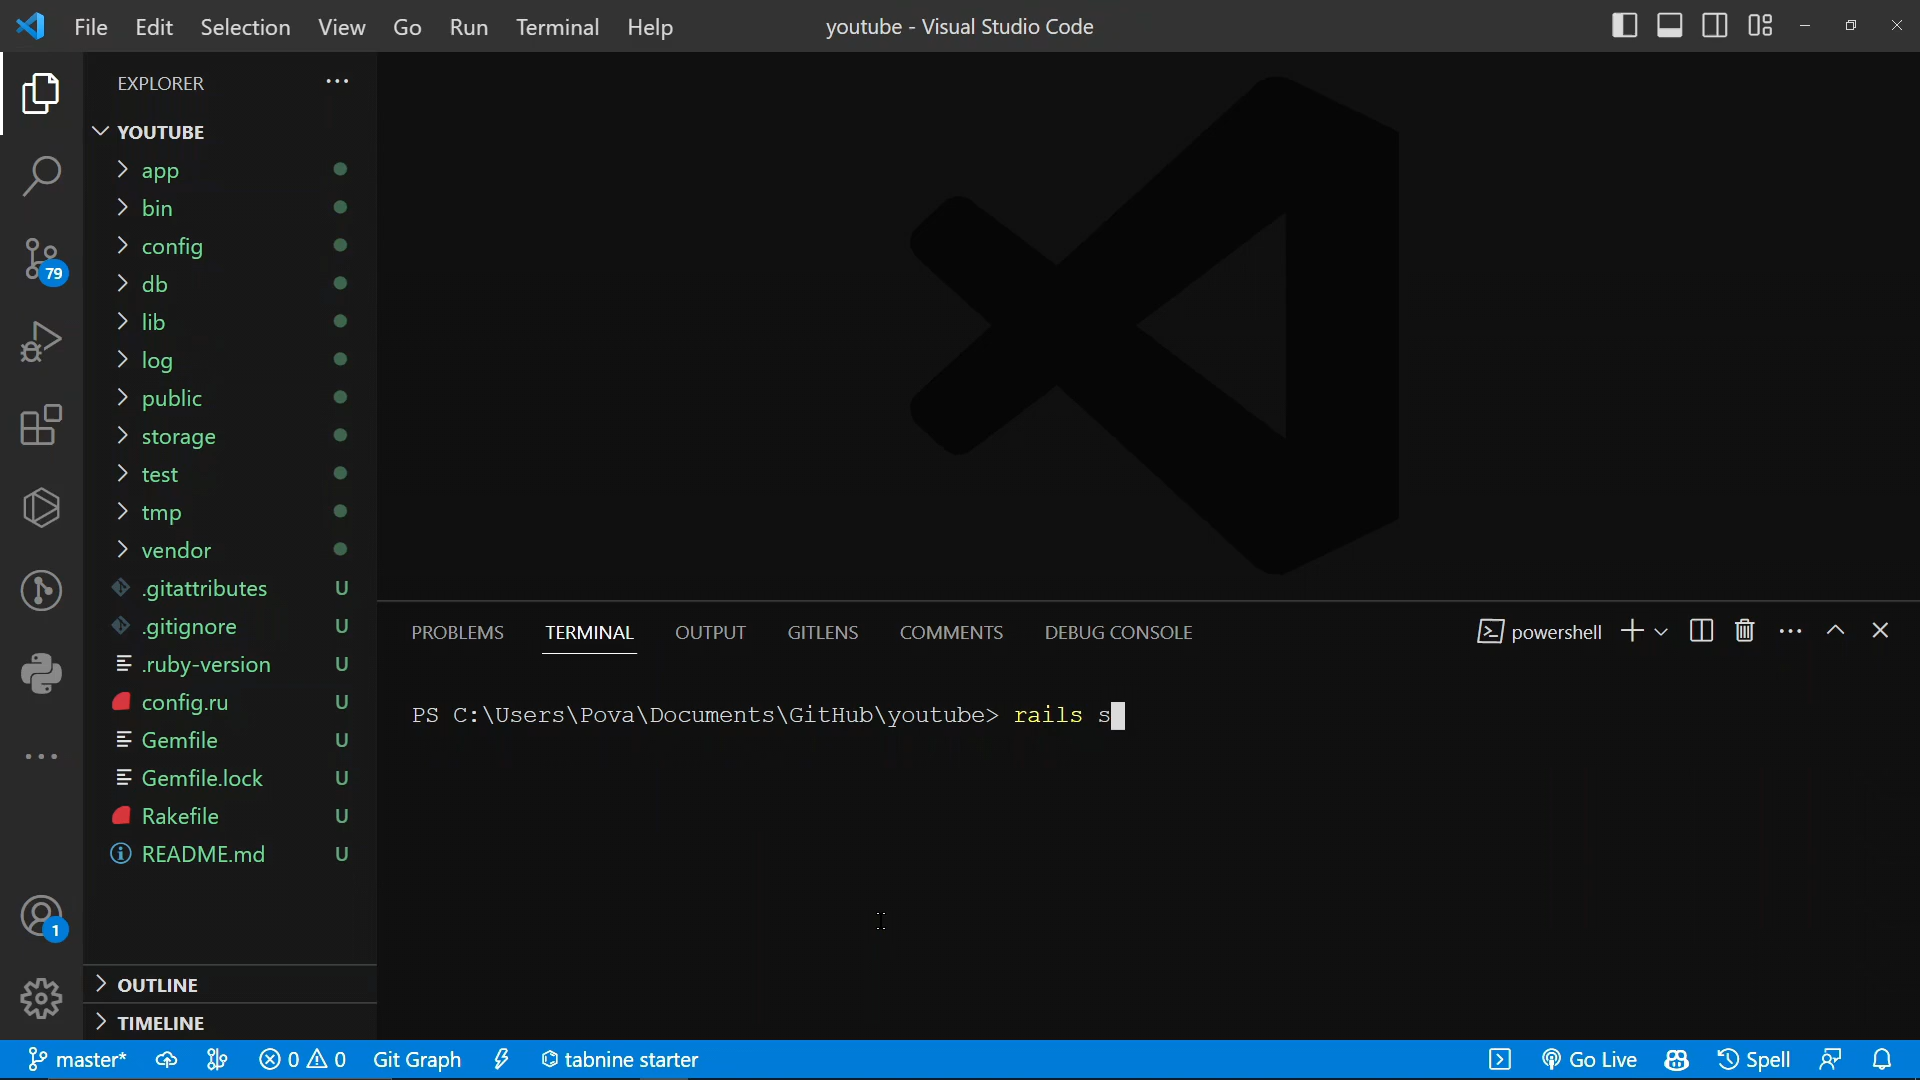 File Edit Selection View Go Run Terminal Help youtube - Visual Studio Code
EXPLORER
YOUTUBE
app
bin
config
db
lib
log
public
storage
test
tmp
vendor
.gitattributes U
.gitignore U
.ruby-version U
config.ru U
Gemfile U
Gemfile.lock U
Rakefile U
README.md U
OUTLINE
TIMELINE
79
1
PROBLEMS TERMINAL OUTPUT GITLENS COMMENTS DEBUG CONSOLE powershell
PS C:\Users\Pova\Documents\GitHub\youtube> rails s
master* 0 0 Git Graph tabnine starter Go Live Spell